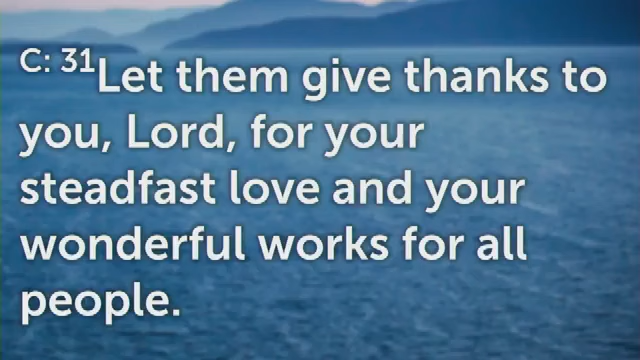 C: 31Let them give thanks to
you, Lord, for your
steadfast love and your
wonderful works for all
people.